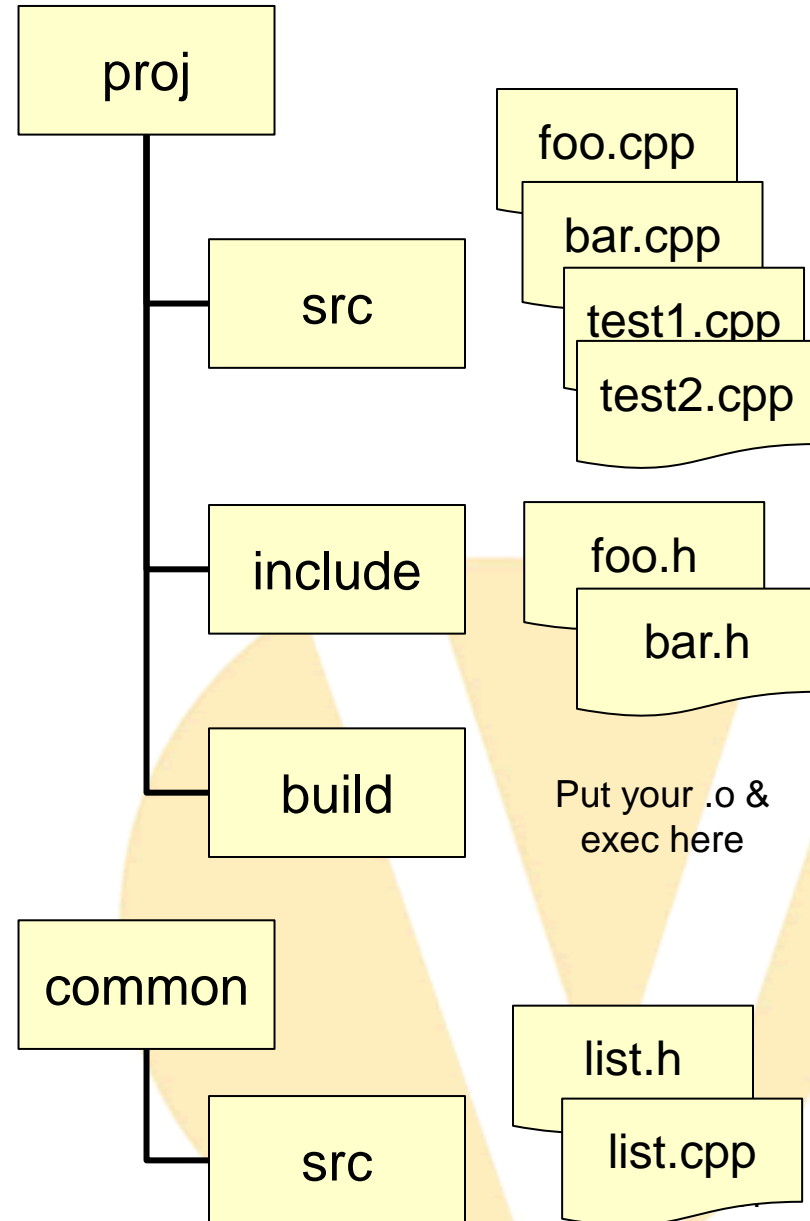 proj
src
foo.cpp
bar.cpp
test1.cpp
test2.cpp
include
foo.h
bar.h
build
Put your .o &
exec here
common
src
list.h
list.cpp